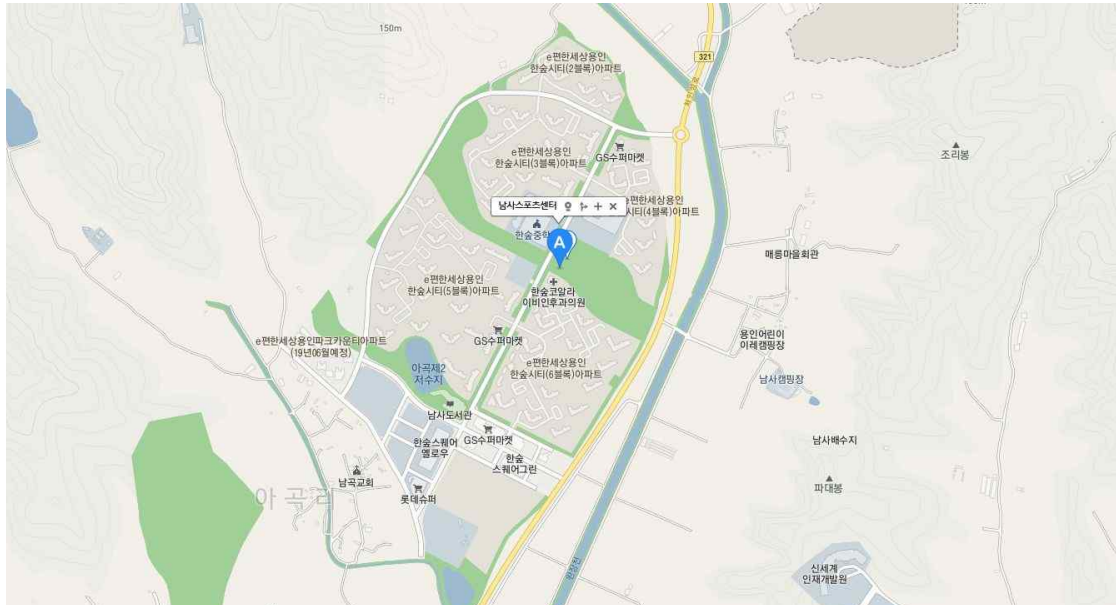 150m
e편한세상용인
한숲시티(2블록)아파트
321
처인성로
e편한세상용인
한숲시티(3블록)아파트
GS수퍼마켓
조리봉
남사스포츠센터
e편한세상용인
시티(4블록)아파트
한숲중학
A
매릉마을회관
e편한세상용인
한숲시티(5블록)아파트
한숲코알라
이비인후과의원
e편한세상용인파크카운티아파트
(19년06월예정)
GS수퍼마켓
용인어린이
이레캠핑장
e편한세상용인
한숲시티(6블록)아파트
아곡제2
저수지
남사캠핑장
남사도서관
한숲스퀘어
옐로우
GS수퍼마켓
한숲
스퀘어그린
남사배수지
남곡교회
롯데슈퍼
파대봉
아곡리
완장천
신세계
인재개발원